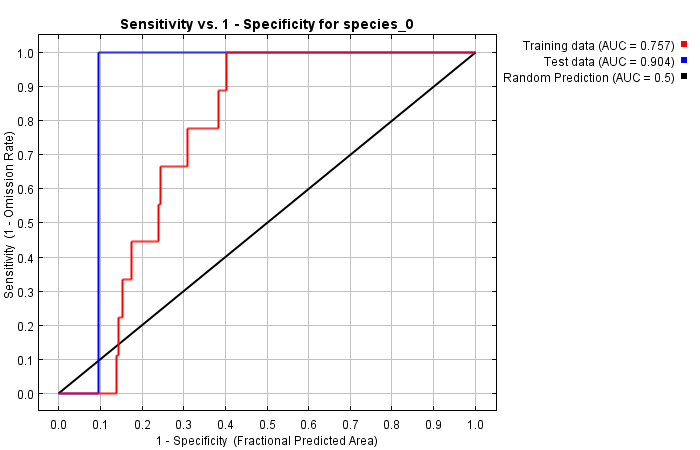 Sensitivity vs. 1 - Specificity for species_0
Training data (AUC = 0.757)
Test data (AUC = 0.904)
Random Prediction (AUC = 0.5)
Sensitivity (1 - Omission Rate)
1.0
0.9
0.8
0.7
0.6
0.5
0.4
0.3
0.2
0.1
0.0
0.0 0.1 0.2 0.3 0.4 0.5 0.6 0.7 0.8 0.9 1.0
1 - Specificity (Fractional Predicted Area)